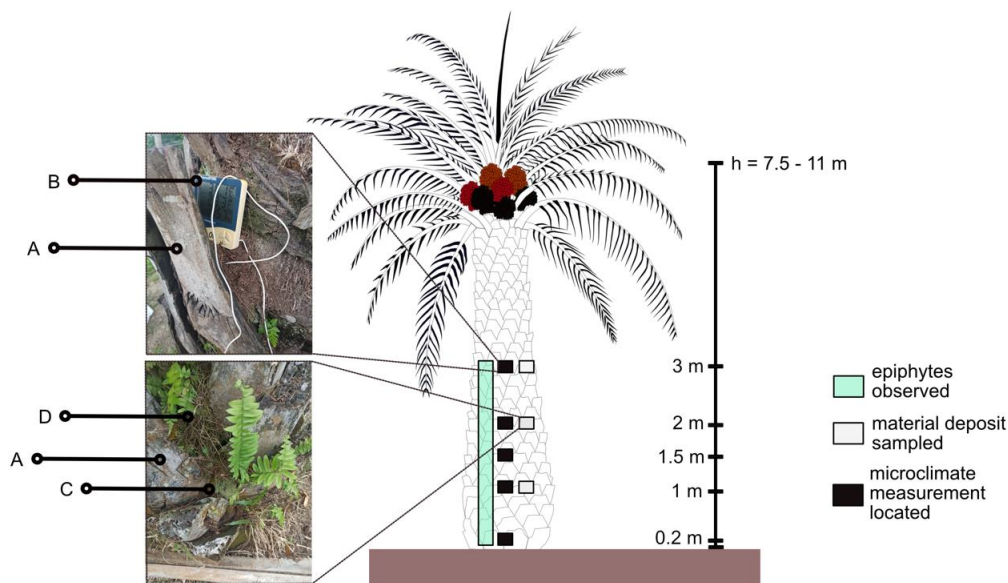 h = 7.5 - 11 m
B
A
3 m
epiphytes
observed
D
2 m
material deposit
sampled
A
1.5 m
C
1 m
microclimate
measurement
located
0.2 m